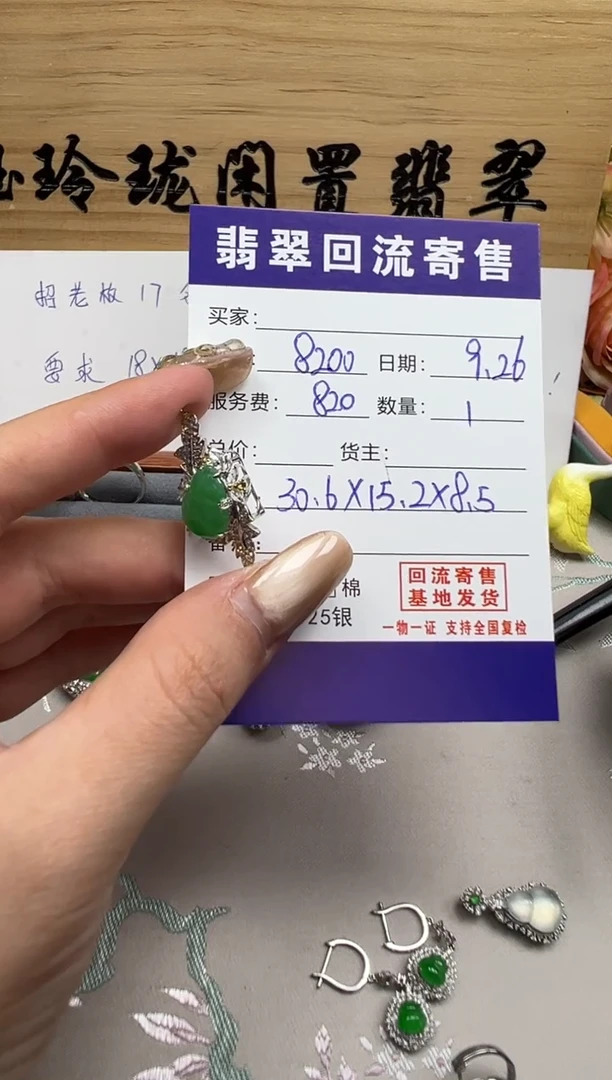 玲珑闲置翡翠
翡翠回流寄售
招老板 17
要求 18
买家：
8200 日期：9.26
服务费：820 数量：1
总价： 货主：
30.6X15.2X8.5
棉
25银
回流寄售
基地发货
一物一证 支持全国复检